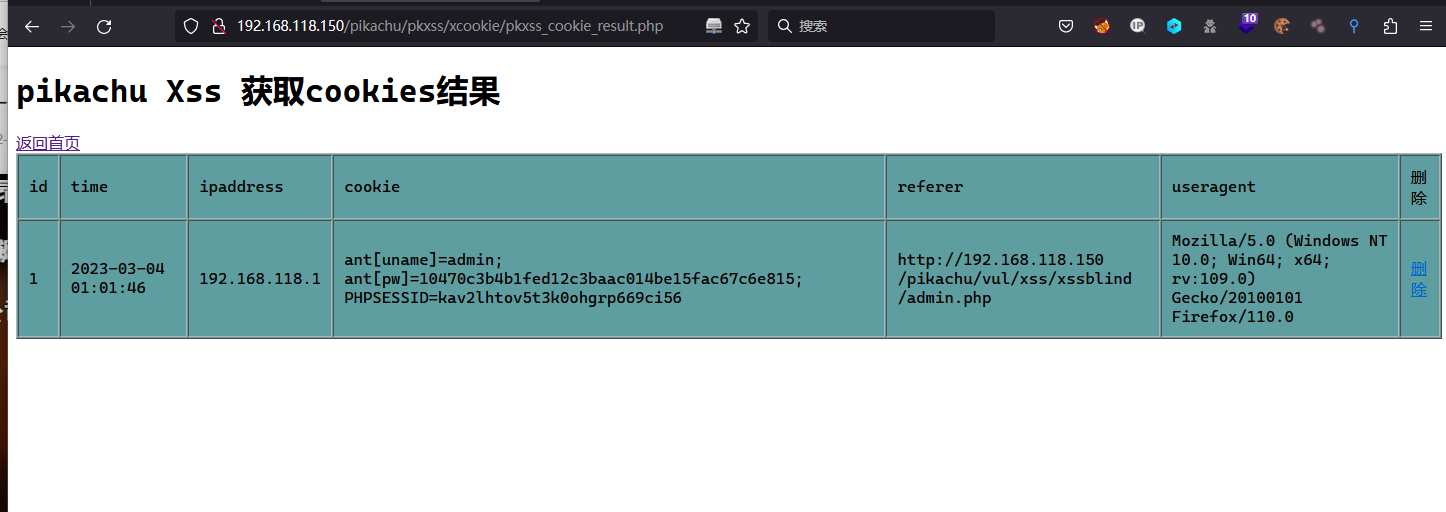 192.168.118.150/pikachu/pkxss/xcookie/pkxss_cookie_result.php
搜索
IP
10
pikachu Xss 获取cookies结果
返回首页
id time ipaddress cookie referer useragent 删
除
1 2023-03-04
01:01:46
192.168.118.1
ant[uname]=admin;
ant[pw]=10470c3b4b1fed12c3baac014be15fac67c6e815;
PHPSESSID=kav2lhtov5t3k0ohgrp669ci56
http://192.168.118.150
/pikachu/vul/xss/xssblind
/admin.php
Mozilla/5.0 (Windows NT
10.0; Win64; x64;
rv:109.0)
Gecko/20100101
Firefox/110.0
删
除